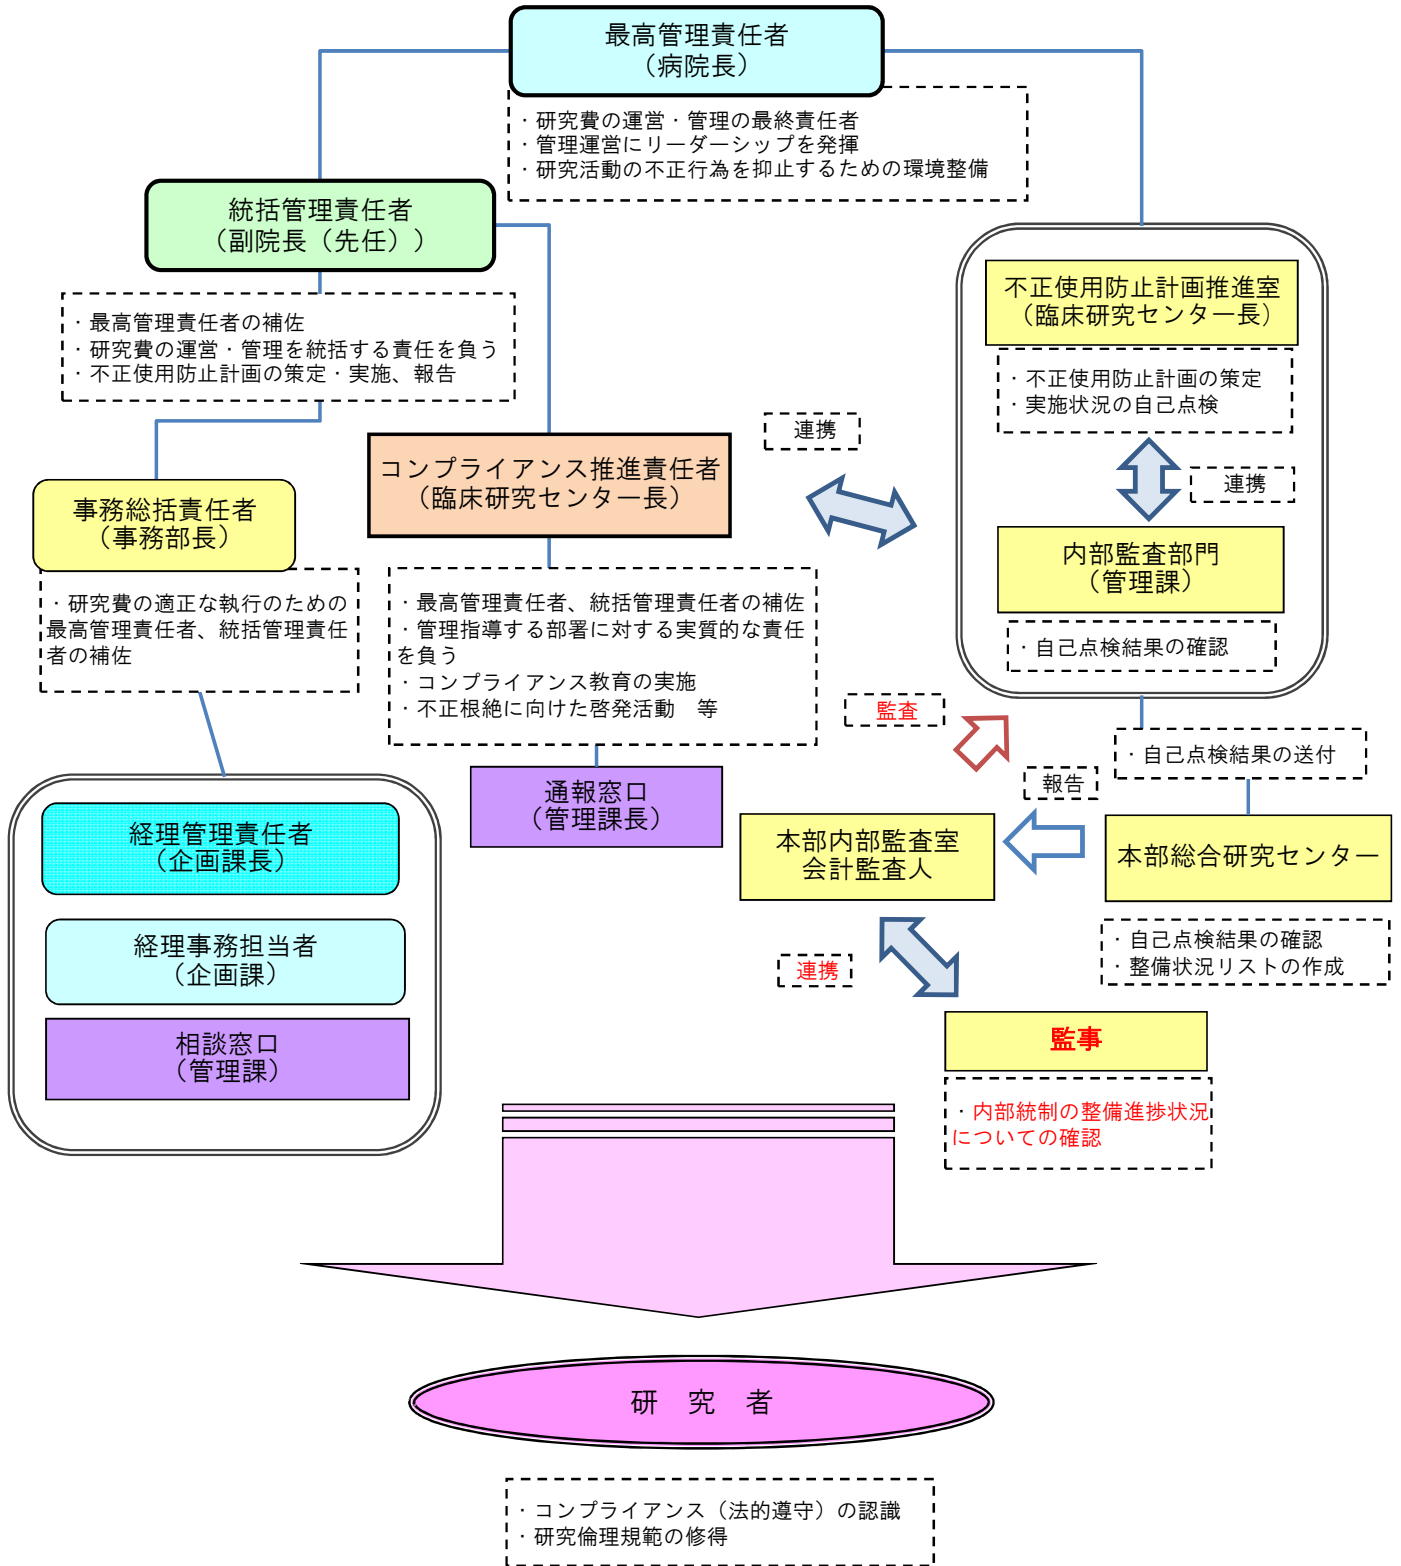 最高管理責任者
（病院長）
・研究費の運営・管理の最終責任者
・管理運営にリーダーシップを発揮
・研究活動の不正行為を抑止するための環境整備
統括管理責任者
（副院長（先任））
・最高管理責任者の補佐
・研究費の運営・管理を統括する責任を負う
・不正使用防止計画の策定・実施、報告
不正使用防止計画推進室
（臨床研究センター長）
・不正使用防止計画の策定
・実施状況の自己点検
連携
連携
コンプライアンス推進責任者
（臨床研究センター長）
事務総括責任者
（事務部長）
内部監査部門
（管理課）
・自己点検結果の確認
・研究費の適正な執行のための
最高管理責任者、統括管理責任
者の補佐
・最高管理責任者、統括管理責任者の補佐
・管理指導する部署に対する実質的な責任
を負う
・コンプライアンス教育の実施
・不正根絶に向けた啓発活動　等
監査
・自己点検結果の送付
報告
通報窓口
（管理課長）
経理管理責任者
（企画課長）
本部内部監査室
会計監査人
本部総合研究センター
・自己点検結果の確認
・整備状況リストの作成
経理事務担当者
（企画課）
連携
相談窓口
（管理課）
監事
・内部統制の整備進捗状況
についての確認
研　究　者
・コンプライアンス（法的遵守）の認識
・研究倫理規範の修得